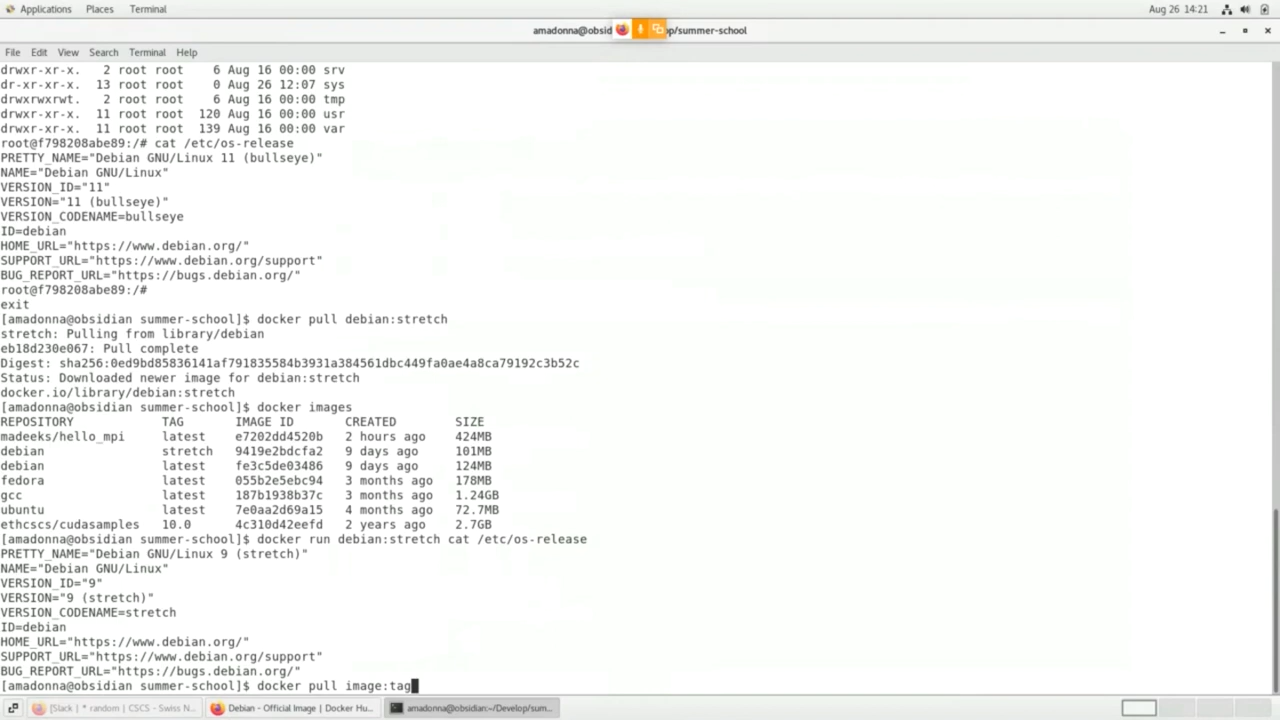 Applications Places Terminal Aug 26 14:21
amadonna@obsid p/summer-school
File Edit View Search Terminal Help
drwxr-xr-x. 2 root root 6 Aug 16 00:00 srv
dr-xr-xr-x. 13 root root 0 Aug 26 12:07 sys
drwxrwxrwt. 2 root root 6 Aug 16 00:00 tmp
drwxr-xr-x. 11 root root 120 Aug 16 00:00 usr
drwxr-xr-x. 11 root root 139 Aug 16 00:00 var
root@f798208abe89:/# cat /etc/os-release
PRETTY_NAME="Debian GNU/Linux 11 (bullseye)"
NAME="Debian GNU/Linux"
VERSION_ID="11"
VERSION="11 (bullseye)"
VERSION_CODENAME=bullseye
ID=debian
HOME_URL="https://www.debian.org/"
SUPPORT_URL="https://www.debian.org/support"
BUG_REPORT_URL="https://bugs.debian.org/"
root@f798208abe89:/#
exit
[amadonna@obsidian summer-school]$ docker pull debian:stretch
stretch: Pulling from library/debian
eb18d230e067: Pull complete
Digest: sha256:0ed9bd85836141af791835584b3931a384561dbc449fa0ae4a8ca79192c3b52c
Status: Downloaded newer image for debian:stretch
docker.io/library/debian:stretch
[amadonna@obsidian summer-school]$ docker images
REPOSITORY TAG IMAGE ID CREATED SIZE
madeeks/hello_mpi latest e7202dd4520b 2 hours ago 424MB
debian stretch 9419e2bdcfa2 9 days ago 101MB
debian latest fe3c5de03486 9 days ago 124MB
fedora latest 055b2e5ebc94 3 months ago 178MB
gcc latest 187b1938b37c 3 months ago 1.24GB
ubuntu latest 7e0aa2d69a15 4 months ago 72.7MB
ethcscs/cudasamples 10.0 4c310d42eefd 2 years ago 2.7GB
[amadonna@obsidian summer-school]$ docker run debian:stretch cat /etc/os-release
PRETTY_NAME="Debian GNU/Linux 9 (stretch)"
NAME="Debian GNU/Linux"
VERSION_ID="9"
VERSION="9 (stretch)"
VERSION_CODENAME=stretch
ID=debian
HOME_URL="https://www.debian.org/"
SUPPORT_URL="https://www.debian.org/support"
BUG_REPORT_URL="https://bugs.debian.org/"
[amadonna@obsidian summer-school]$ docker pull image:tag
[Slack | * random | CSCS - Swiss N... Debian - Official Image | Docker Hu... amadonna@obsidian:~/Develop/sum...